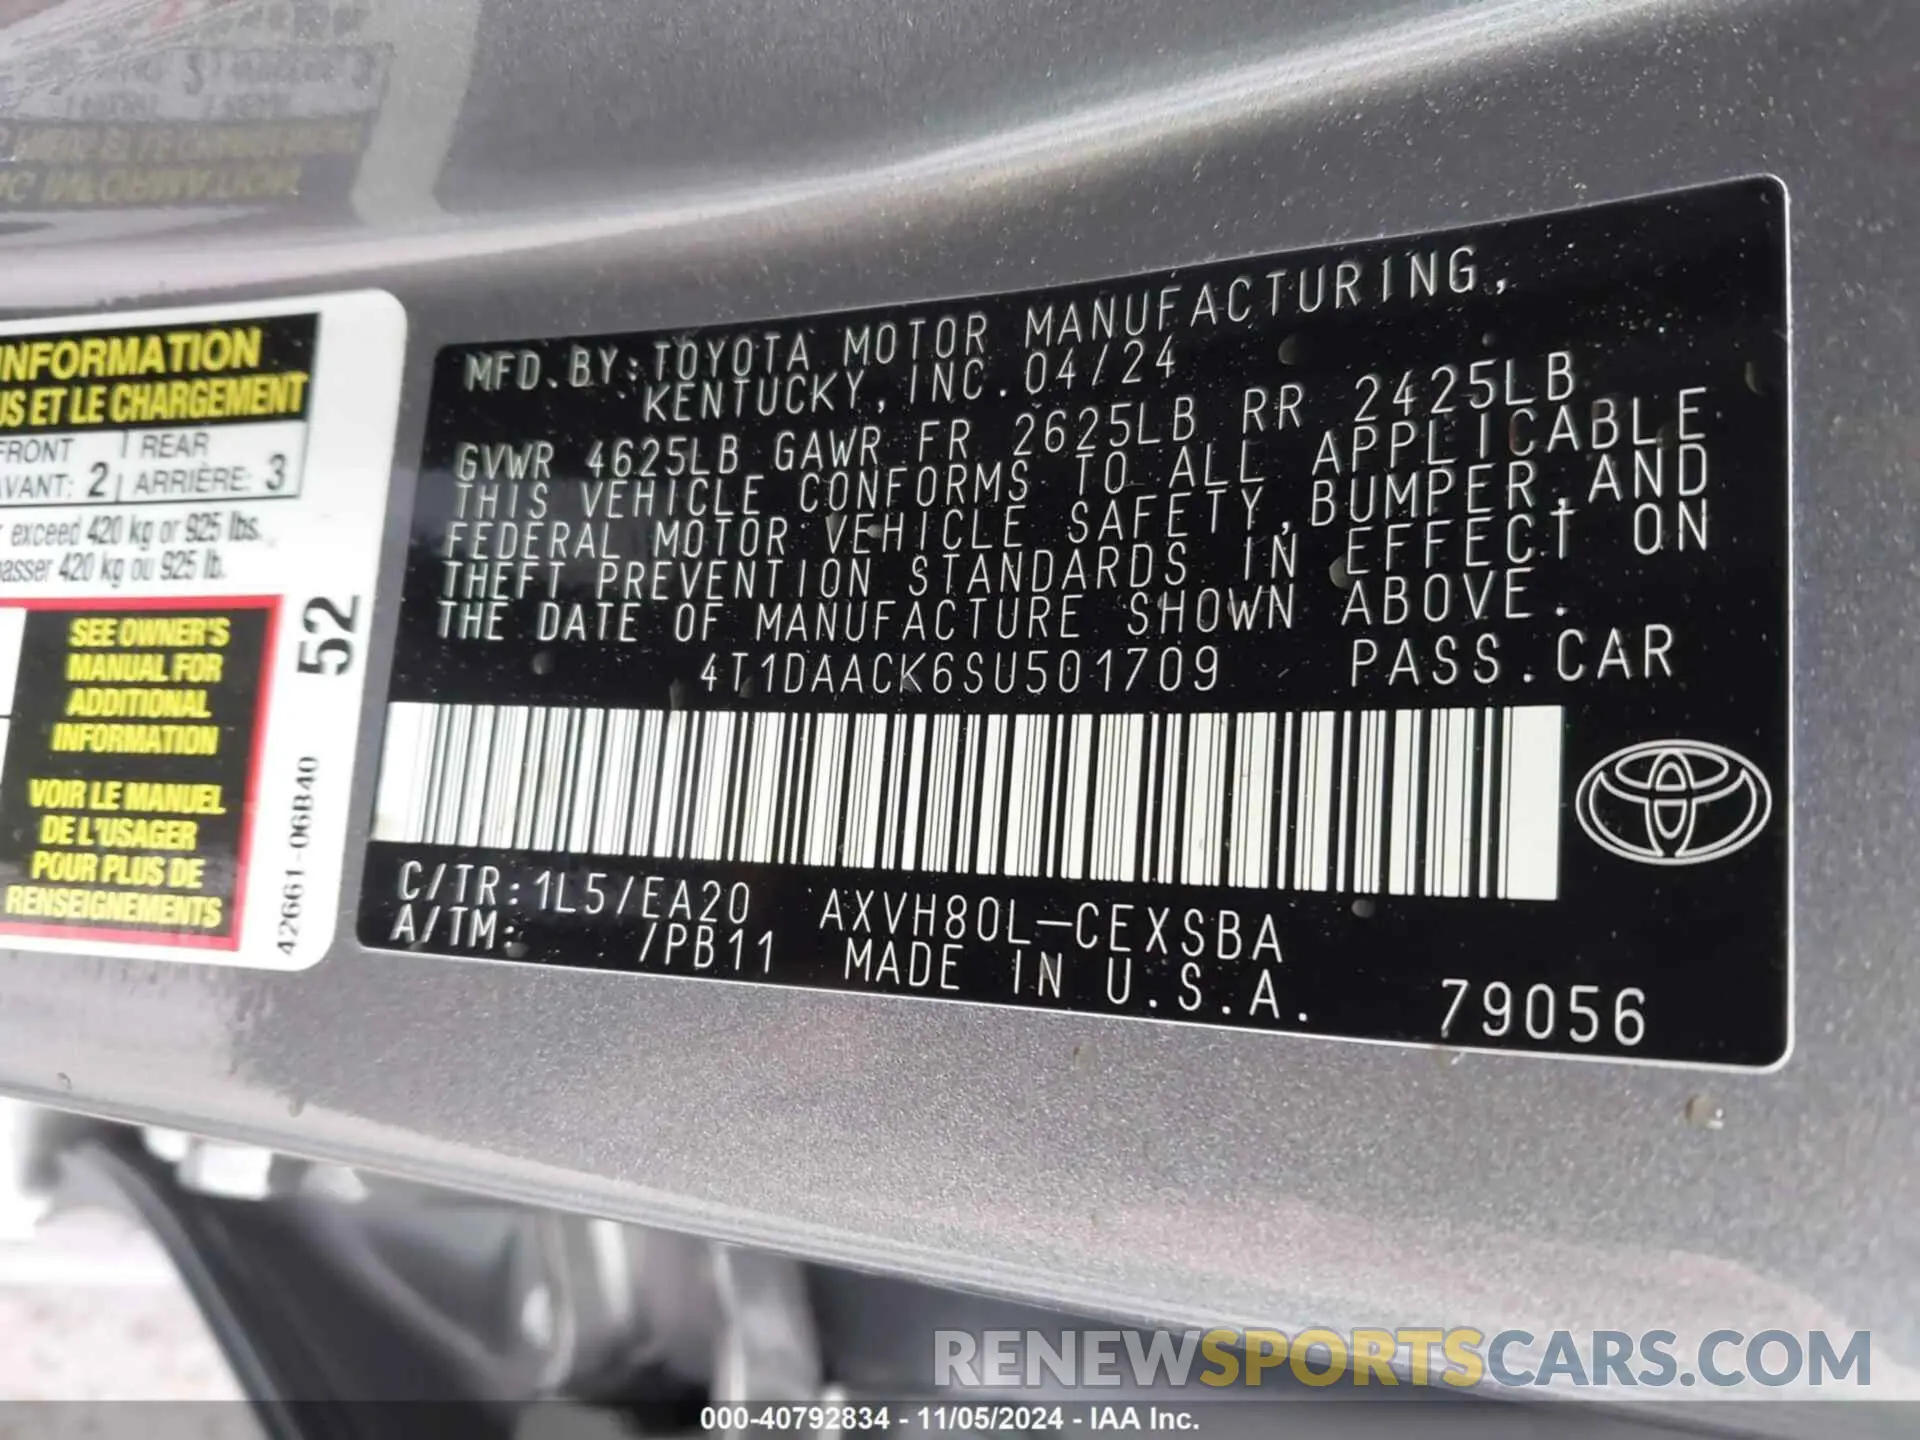 INFORMATION
US ET LE CHARGEMENT
FRONT REAR
AVANT: 2 ARRIÈRE: 3
exceed 420 kg or 925 lbs.
passer 420 kg ou 925 lb.
SEE OWNER'S
MANUAL FOR
ADDITIONAL
INFORMATION
VOIR LE MANUEL
DE L'USAGER
POUR PLUS DE
RENSEIGNEMENTS
52
42661-06B40
MFD. BY: TOYOTA MOTOR MANUFACTURING,
KENTUCKY, INC. 04/24
GVWR 4625LB GAWR FR 2625LB RR 2425LB
THIS VEHICLE CONFORMS TO ALL APPLICABLE
FEDERAL MOTOR VEHICLE SAFETY, BUMPER, AND
THEFT PREVENTION STANDARDS IN EFFECT ON
THE DATE OF MANUFACTURE SHOWN ABOVE.
4T1DAACK6SU501709 PASS. CAR
C/TR: 1L5/EA20 AXVH80L-CEXSBA
A/TM: /PB11 MADE IN U.S.A. 79056
RENEWSPORTSCARS.COM
000-40792834 - 11/05/2024 - IAA Inc.